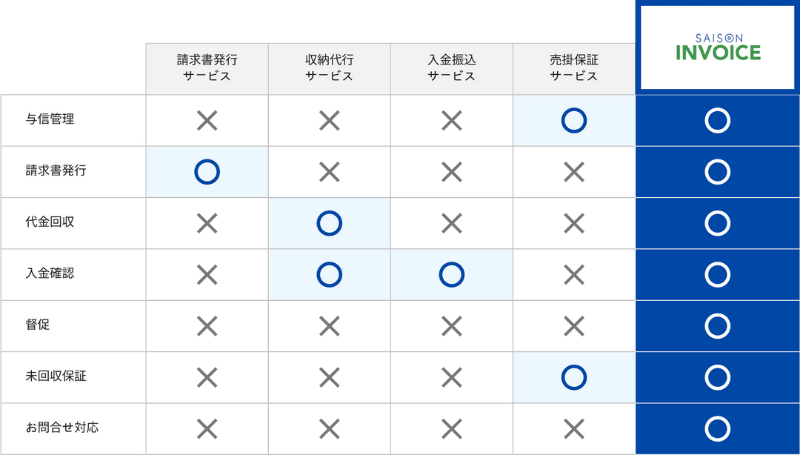 SAISON
INVOICE
請求書発行
サービス
収納代行
サービス
入金振込
サービス
売掛保証
サービス
与信管理
請求書発行
代金回収
入金確認
督促
未回収保証
お問合せ対応